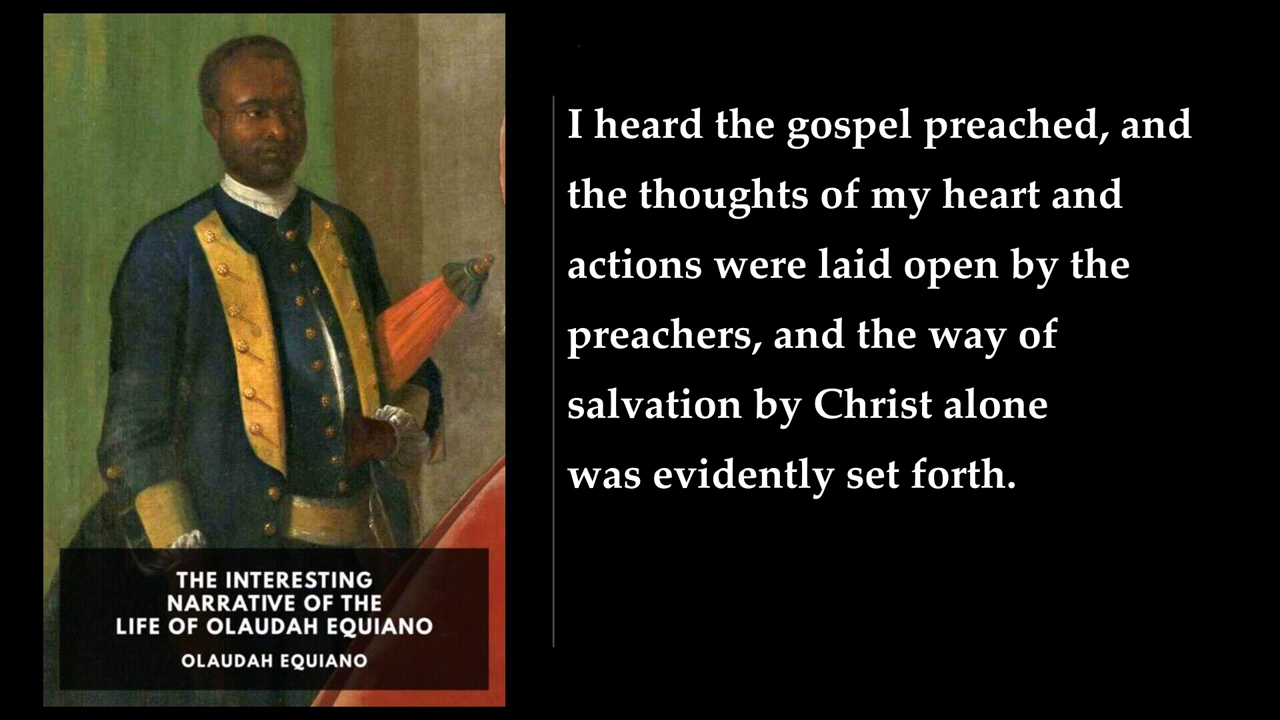 THE INTERESTING
NARRATIVE OF THE
LIFE OF OLAUDAH EQUIANO
OLAUDAH EQUIANO
I heard the gospel preached, and
the thoughts of my heart and
actions were laid open by the
preachers, and the way of
salvation by Christ alone
was evidently set forth.